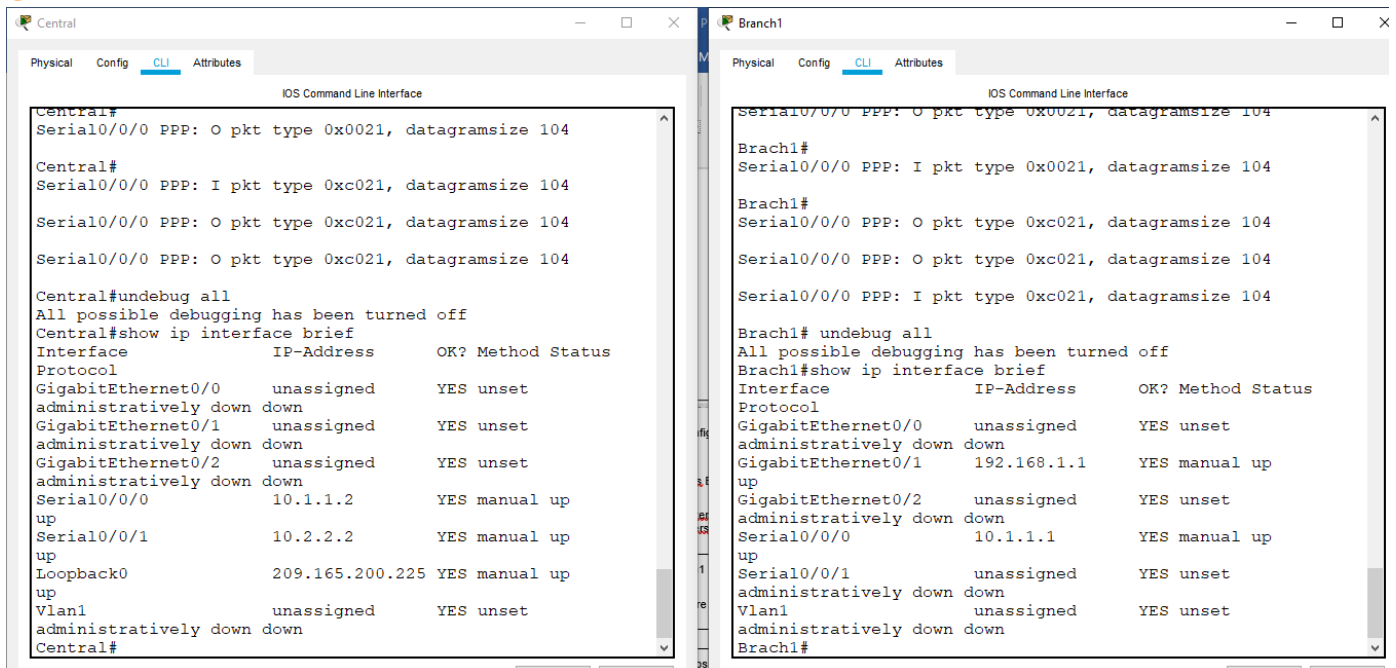 Central
Physical Config CLI Attributes
IOS Command Line Interface
Central#
Serial0/0/0 PPP: O pkt type 0x0021, datagramsize 104
Central#
Serial0/0/0 PPP: I pkt type 0xc021, datagramsize 104
Serial0/0/0 PPP: O pkt type 0xc021, datagramsize 104
Serial0/0/0 PPP: O pkt type 0xc021, datagramsize 104
Central#undebug all
All possible debugging has been turned off
Central#show ip interface brief
Interface IP-Address OK? Method Status
Protocol
GigabitEthernet0/0 unassigned YES unset
administratively down down
GigabitEthernet0/1 unassigned YES unset
administratively down down
GigabitEthernet0/2 unassigned YES unset
administratively down down
Serial0/0/0 10.1.1.2 YES manual up
up
Serial0/0/1 10.2.2.2 YES manual up
up
Loopback0 209.165.200.225 YES manual up
up
Vlan1 unassigned YES unset
administratively down down
Central#
Branch1
Physical Config CLI Attributes
IOS Command Line Interface
Serial0/0/0 PPP: O pkt type 0x0021, datagramsize 104
Brach1#
Serial0/0/0 PPP: I pkt type 0x0021, datagramsize 104
Brach1#
Serial0/0/0 PPP: O pkt type 0xc021, datagramsize 104
Serial0/0/0 PPP: O pkt type 0xc021, datagramsize 104
Serial0/0/0 PPP: I pkt type 0xc021, datagramsize 104
Brach1# undebug all
All possible debugging has been turned off
Brach1#show ip interface brief
Interface IP-Address OK? Method Status
Protocol
GigabitEthernet0/0 unassigned YES unset
administratively down down
GigabitEthernet0/1 192.168.1.1 YES manual up
up
GigabitEthernet0/2 unassigned YES unset
administratively down down
Serial0/0/0 10.1.1.1 YES manual up
up
Serial0/0/1 unassigned YES unset
administratively down down
Vlan1 unassigned YES unset
administratively down down
Brach1#